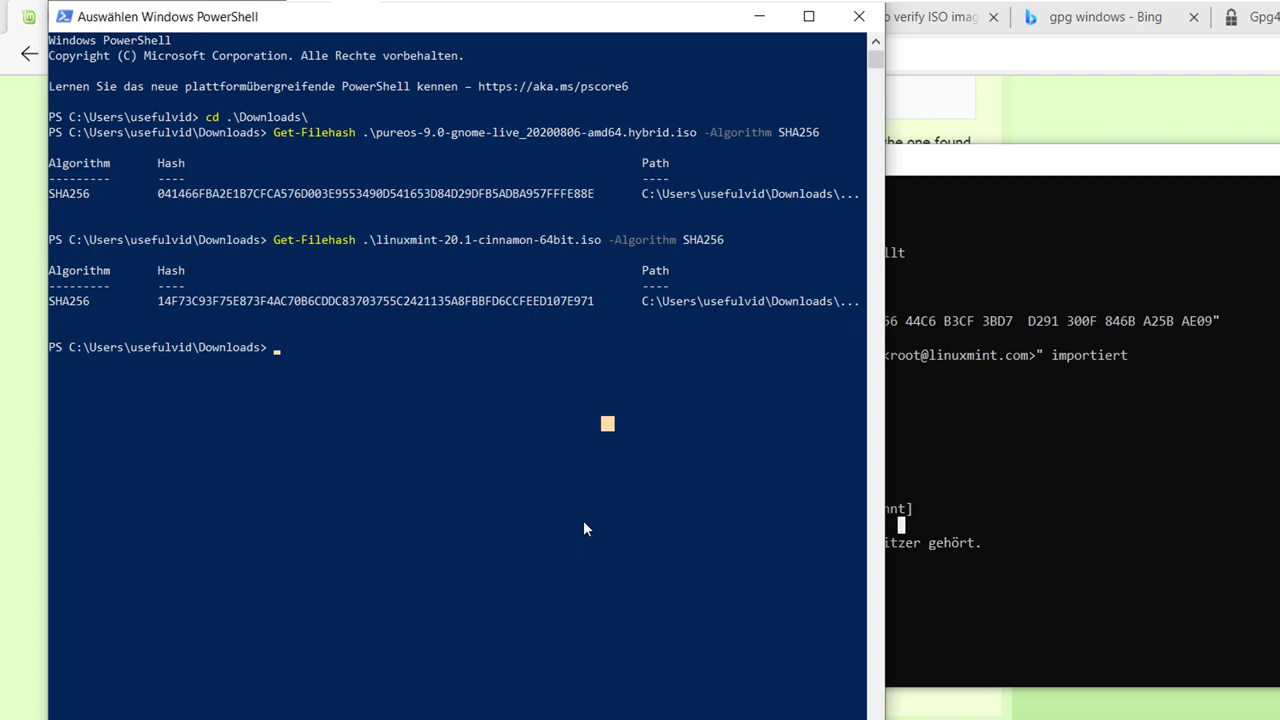 Auswählen Windows PowerShell
p verify ISO imag
gpg windows - Bing
Gpg4
Windows PowerShell
Copyright (C) Microsoft Corporation. Alle Rechte vorbehalten.
Lernen Sie das neue plattformübergreifende PowerShell kennen – https://aka.ms/pscore6
PS C:\Users\usefulvid> cd .\Downloads\
PS C:\Users\usefulvid\Downloads> Get-Filehash .\pureos-9.0-gnome-live_20200806-amd64.hybrid.iso -Algorithm SHA256
Algorithm Hash Path
--------- ---- ----
SHA256 041466FBA2E1B7CFCA576D003E9553490D541653D84D29DFB5ADBA957FFFE88E C:\Users\usefulvid\Downloads\...
PS C:\Users\usefulvid\Downloads> Get-Filehash .\linuxmint-20.1-cinnamon-64bit.iso -Algorithm SHA256
Algorithm Hash Path
--------- ---- ----
SHA256 14F73C93F75E873F4AC70B6CDDC83703755C2421135A8FBBFD6CCFEED107E971 C:\Users\usefulvid\Downloads\...
PS C:\Users\usefulvid\Downloads>
he one found
llt
56 44C6 B3CF 3BD7 D291 300F 846B A25B AE09"
<root@linuxmint.com>" importiert
nnt]
itzer gehört.